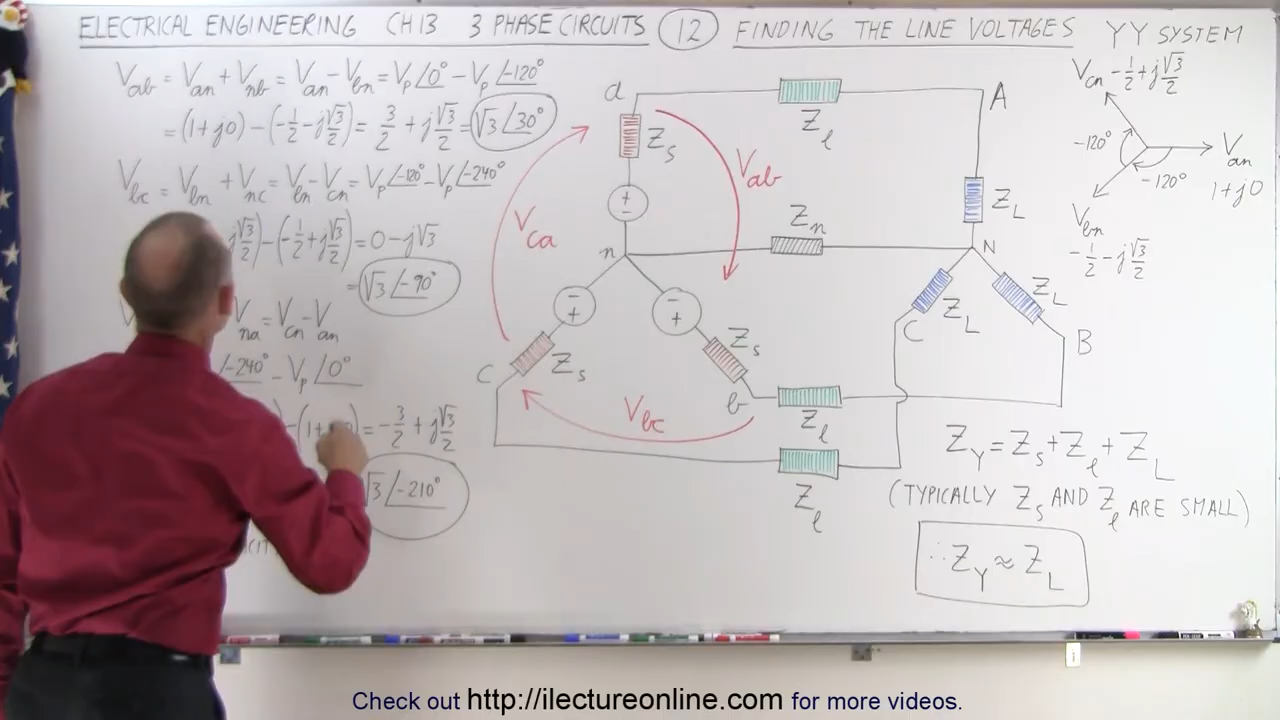 ELECTRICAL ENGINEERING CH 13 3 PHASE CIRCUITS 12 FINDING THE LINE VOLTAGES YY SYSTEM
Vab = Van + Vnb = Van - Vbn = Vp∠0° - Vp∠-120°
= (1+j0) - (-1/2 - j√3/2) = 3/2 + j√3/2 = √3∠30°
Vbc = Vbn + Vnc = Vbn - Vcn = Vp∠-120° - Vp∠-240°
j√3/2) - (-1/2 + j√3/2) = 0 - j√3
= √3∠-90°
Vna = Vcn - Van
∠-240° - Vp∠0°
= -3/2 + j√3/2
√3∠-210°
a
Zs
+
-
Vab
Vca
n
-
+
-
+
Zs
Zs
c
b
Vbc
Zl
A
ZL
Zn
N
ZL
ZL
C
B
Zl
Zl
Vcn -1/2 + j√3/2
-120°
-120°
Van
1+j0
Vbn
-1/2 - j√3/2
ZY = Zs + Zl + ZL
(TYPICALLY Zs AND Zl ARE SMALL)
∴ ZY ≈ ZL
Check out http://ilectureonline.com for more videos.